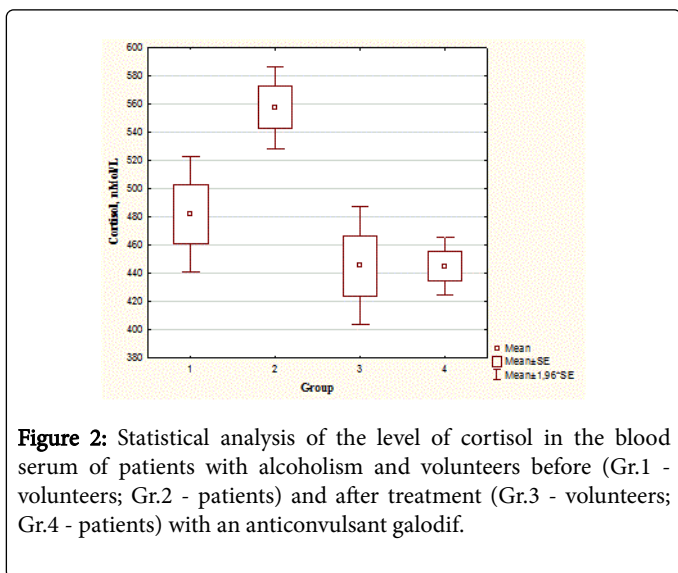 600
580
560
540
520
500
480
460
440
420
400
380
Cortisol, nMol/L
1 2 3 4
Group
Mean
Mean±SE
Mean±1,96*SE
Figure 2: Statistical analysis of the level of cortisol in the blood
serum of patients with alcoholism and volunteers before (Gr.1 -
volunteers; Gr.2 - patients) and after treatment (Gr.3 - volunteers;
Gr.4 - patients) with an anticonvulsant galodif.